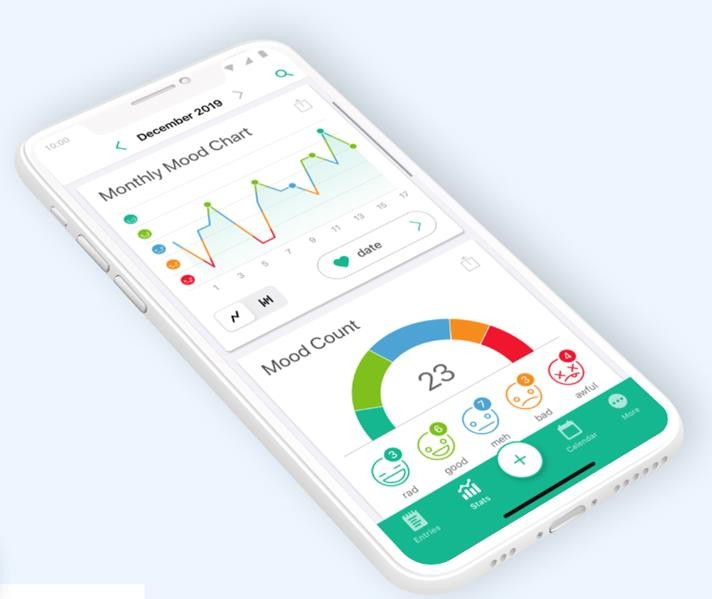 10:00
December 2019
Monthly Mood Chart
1 3 5 7 9 11 13 15 17
date
Mood Count
23
3 6 7 3 4
rad good meh bad awful
Entries Stats + Calendar More